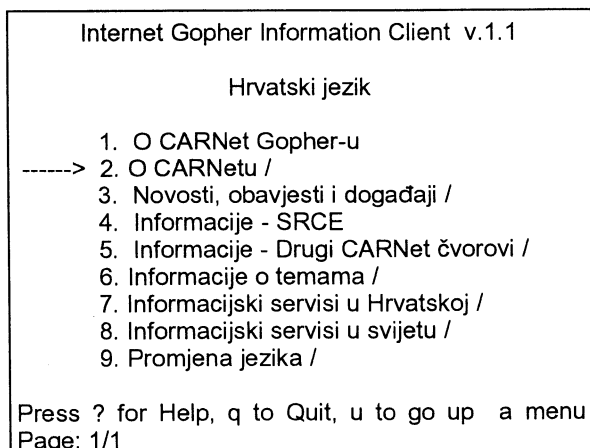 Internet Gopher Information Client v.1.1
Hrvatski jezik
1. O CARNet Gopher-u
------> 2. O CARNetu /
3. Novosti, obavjesti i događaji /
4. Informacije - SRCE
5. Informacije - Drugi CARNet čvorovi /
6. Informacije o temama /
7. Informacijski servisi u Hrvatskoj /
8. Informacijski servisi u svijetu /
9. Promjena jezika /
Press ? for Help, q to Quit, u to go up a menu
Page: 1/1